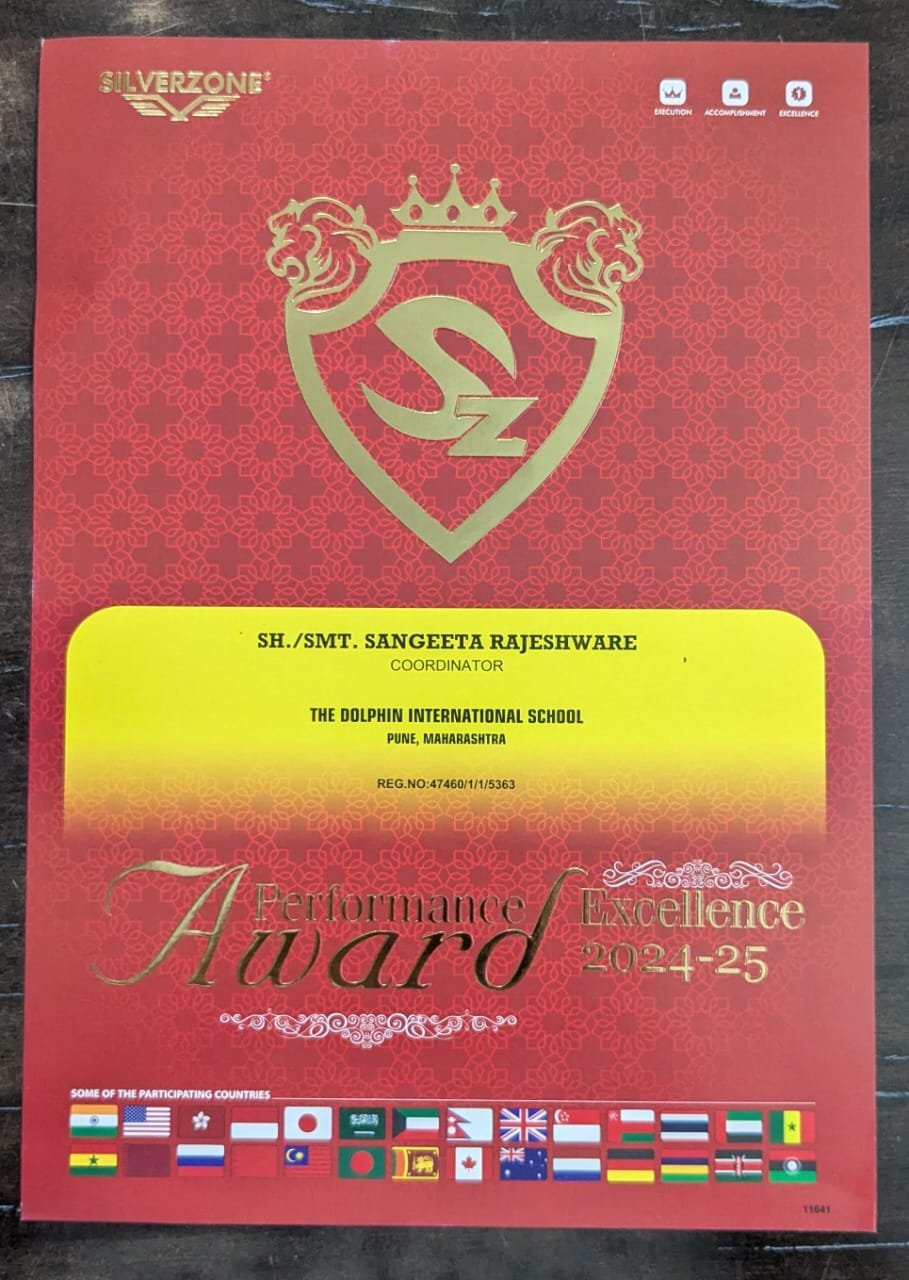 SILVERZONE®
EXECUTION ACCOMPLISHMENT EXCELLENCE
SZ
SH./SMT. SANGEETA RAJESHWARE
COORDINATOR
THE DOLPHIN INTERNATIONAL SCHOOL
PUNE, MAHARASHTRA
REG.NO:47460/1/1/5363
Performance
Award
Excellence
2024-25
SOME OF THE PARTICIPATING COUNTRIES
11641